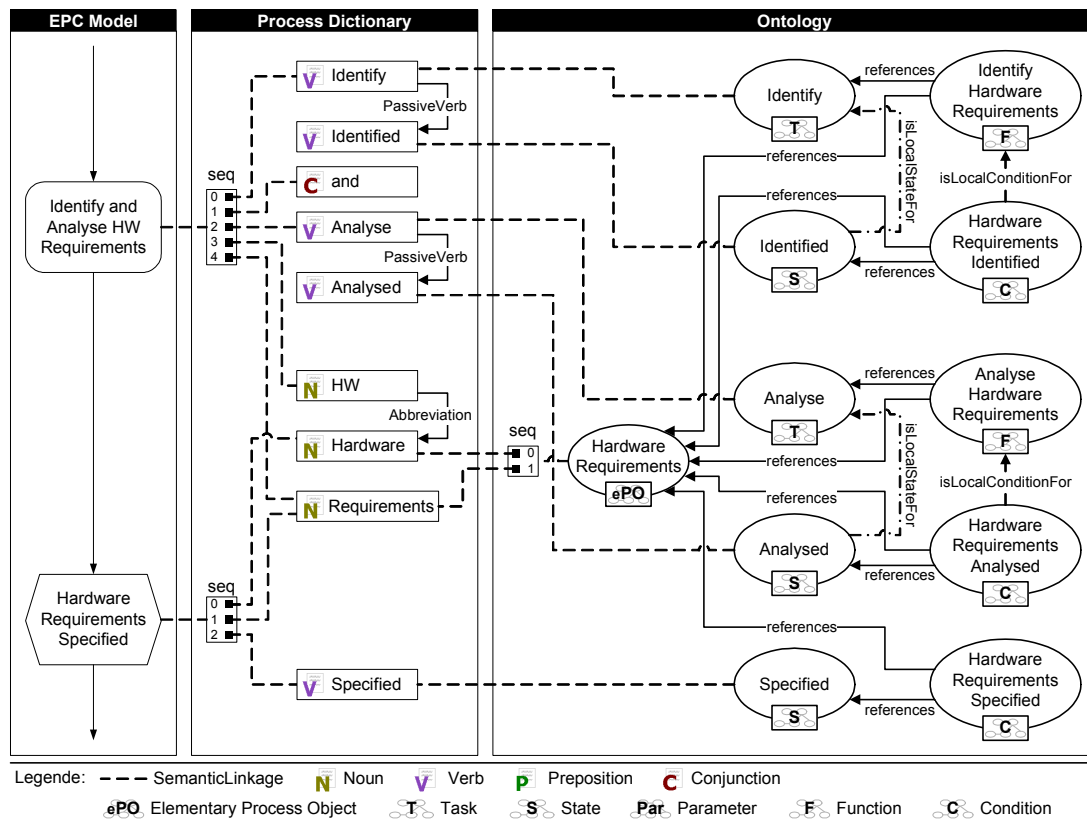 EPC Model
Process Dictionary
Ontology
Identify and
Analyse HW
Requirements
Hardware
Requirements
Specified
seq
0
1
2
3
4
seq
0
1
2
V Identify
PassiveVerb
V Identified
C and
V Analyse
PassiveVerb
V Analysed
N HW
Abbreviation
N Hardware
N Requirements
V Specified
seq
0
1
Hardware
Requirements
ePO
Identify
T
references
Identify
Hardware
Requirements
F
isLocalStateFor
references
isLocalConditionFor
Identified
S
references
Hardware
Requirements
Identified
C
Analyse
T
references
Analyse
Hardware
Requirements
F
isLocalStateFor
references
isLocalConditionFor
references
Analysed
S
references
Hardware
Requirements
Analysed
C
references
Specified
S
references
Hardware
Requirements
Specified
C
Legende: SemanticLinkage N Noun V Verb P Preposition C Conjunction
ePO Elementary Process Object T Task S State Par Parameter F Function C Condition